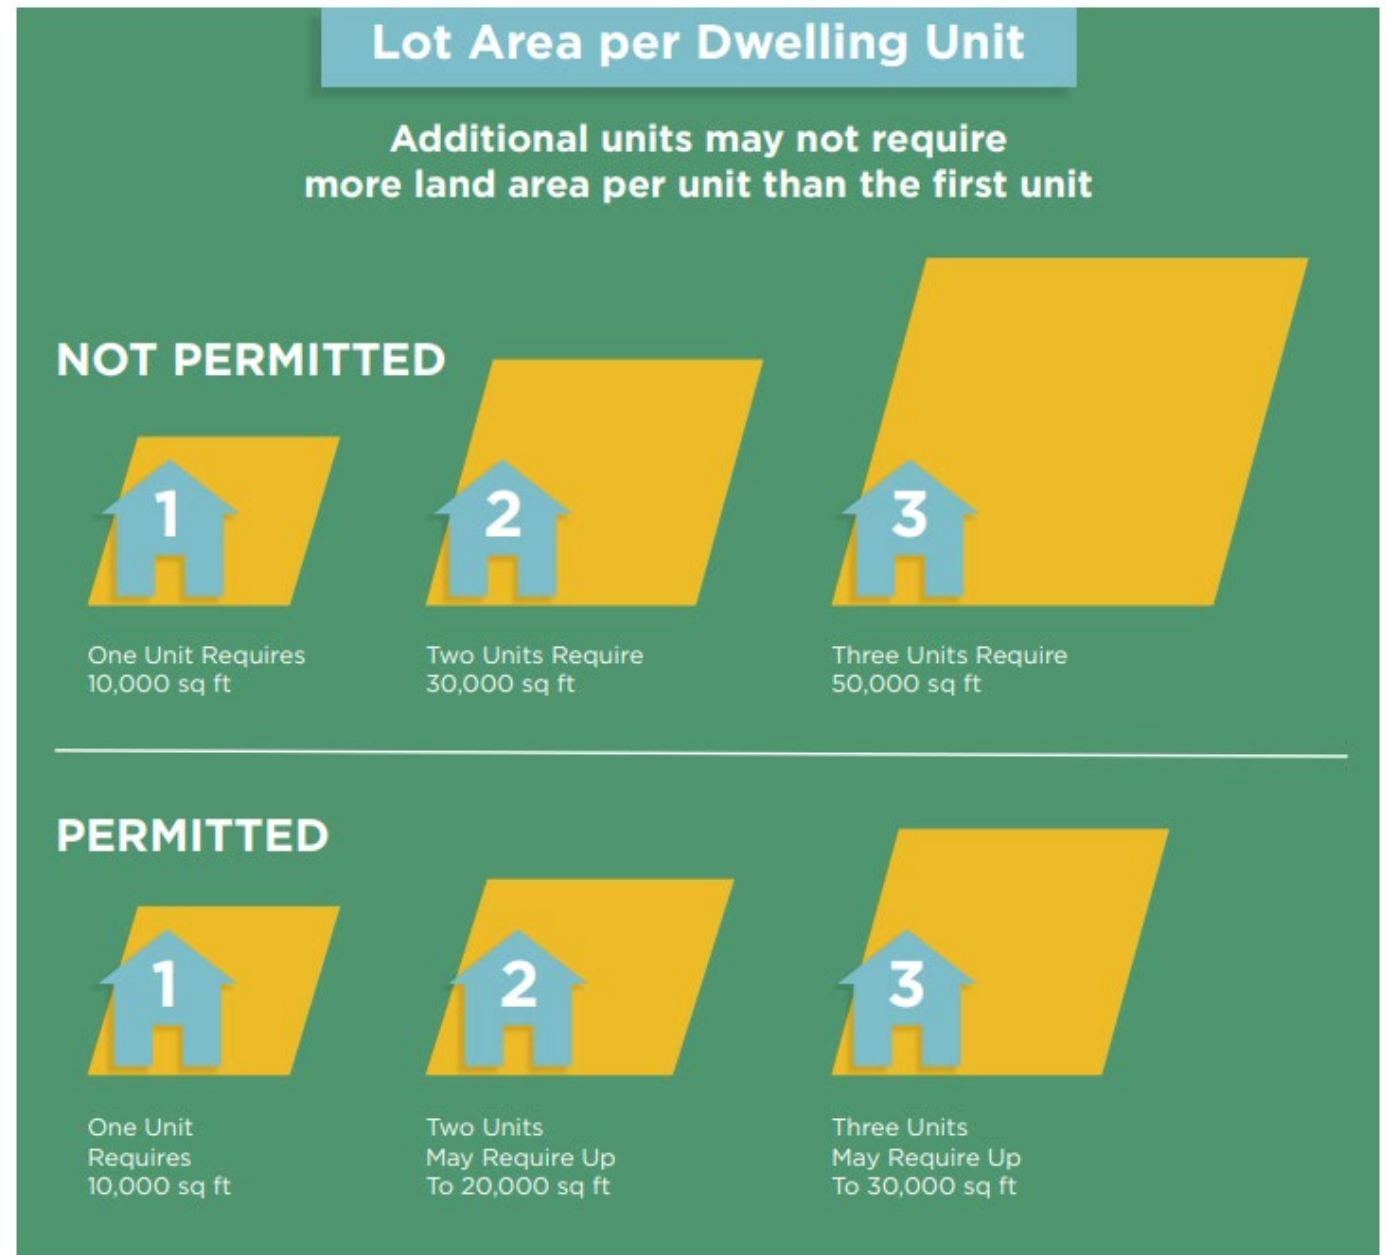 Lot Area per Dwelling Unit
Additional units may not require
more land area per unit than the first unit
NOT PERMITTED
1
2
3
One Unit Requires
10,000 sq ft
Two Units Require
30,000 sq ft
Three Units Require
50,000 sq ft
PERMITTED
1
2
3
One Unit
Requires
10,000 sq ft
Two Units
May Require Up
To 20,000 sq ft
Three Units
May Require Up
To 30,000 sq ft